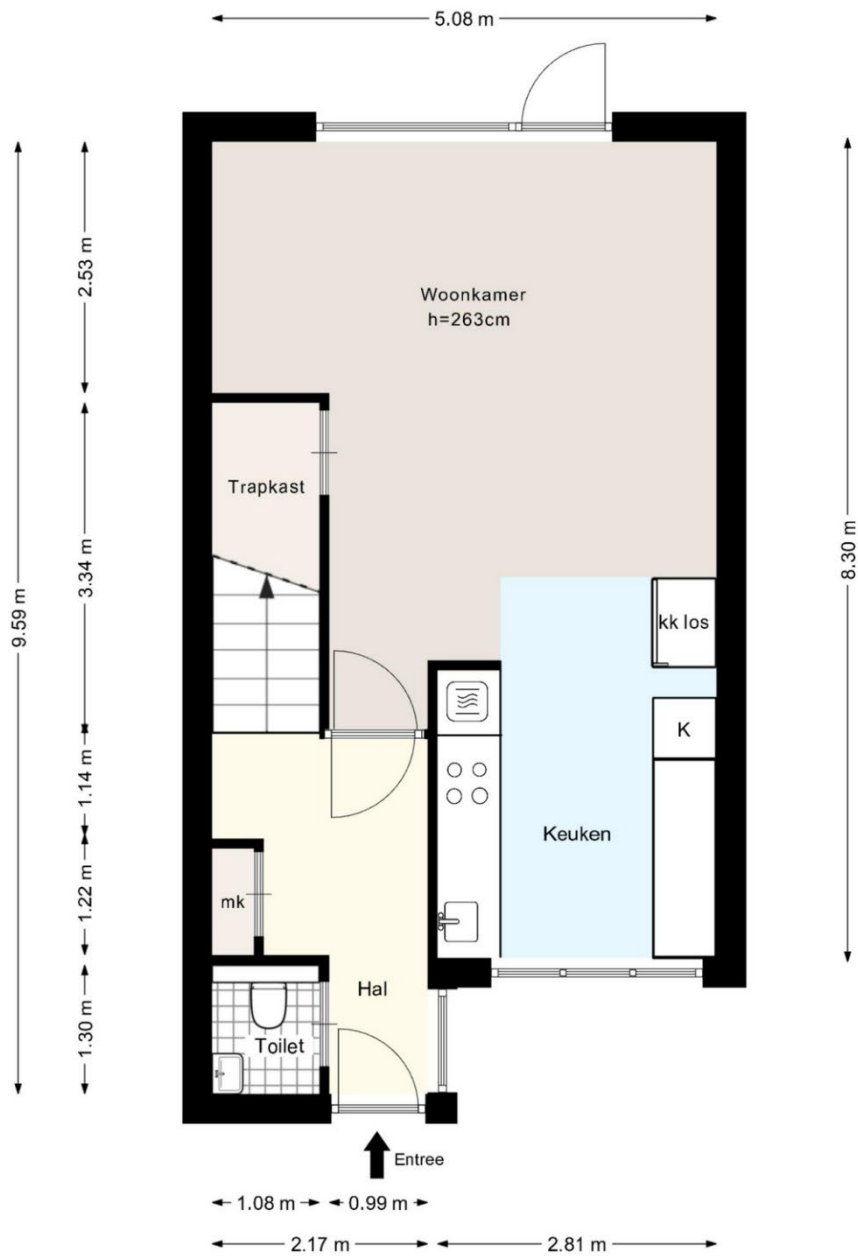 5.08 m
2.53 m
Woonkamer
h=263cm
Trapkast
3.34 m
9.59 m
8.30 m
kk los
K
1.14 m
Keuken
mk
1.22 m
Hal
Toilet
1.30 m
Entree
1.08 m
0.99 m
2.17 m
2.81 m